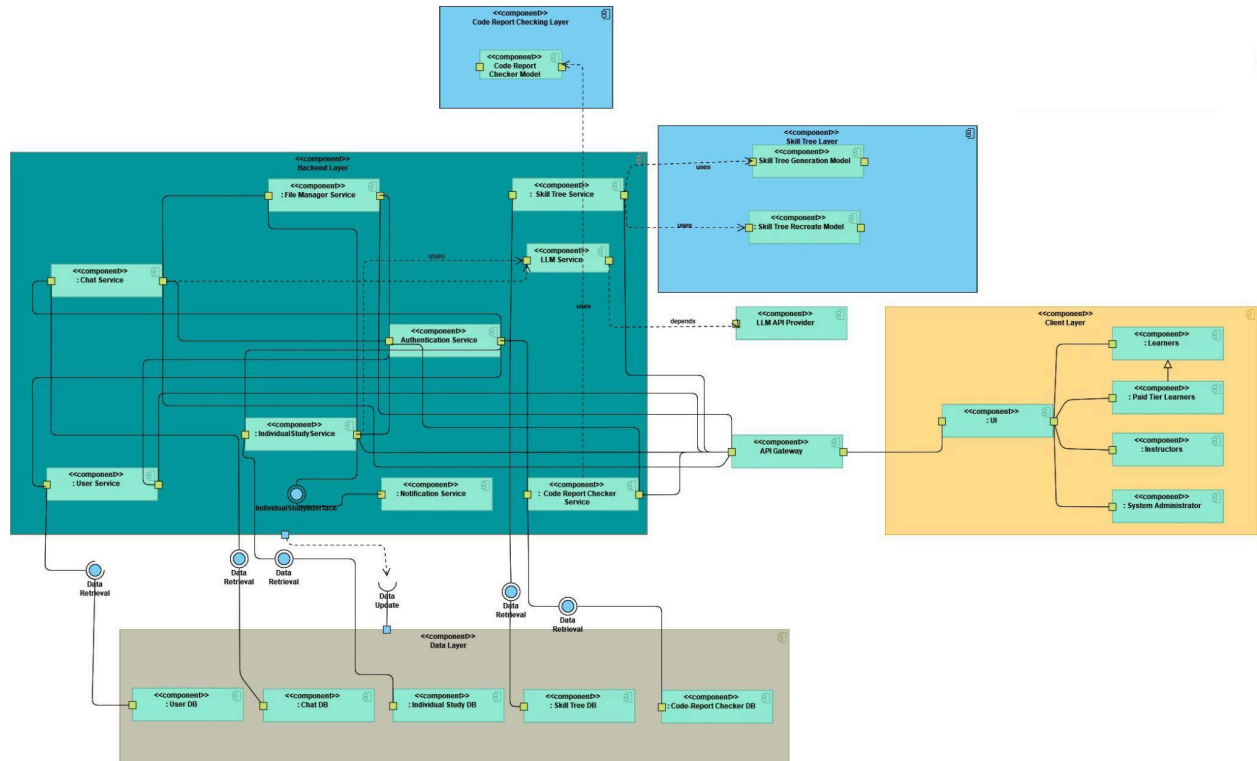 <<component>>
Code Report Checking Layer
<<component>>
Code Report
Checker Model
<<component>>
Skill Tree Layer
<<component>>
Skill Tree Generation Model
uses
<<component>>
: Skill Tree Recreate Model
uses
<<component>>
Backend Layer
<<component>>
: File Manager Service
<<component>>
: Skill Tree Service
<<component>>
LLM Service
uses
<<component>>
: Chat Service
uses
<<component>>
Authentication Service
depends
<<component>>
LLM API Provider
<<component>>
: IndividualStudyService
<<component>>
: User Service
IndividualStudyInterface
<<component>>
: Notification Service
<<component>>
: Code Report Checker
Service
<<component>>
API Gateway
<<component>>
Client Layer
<<component>>
: Learners
<<component>>
: Paid Tier Learners
<<component>>
: UI
<<component>>
: Instructors
<<component>>
: System Administrator
Data
Retrieval
Data
Retrieval
Data
Retrieval
Data
Update
Data
Retrieval
Data
Retrieval
<<component>>
Data Layer
<<component>>
: User DB
<<component>>
: Chat DB
<<component>>
: Individual Study DB
<<component>>
: Skill Tree DB
<<component>>
: Code-Report Checker DB